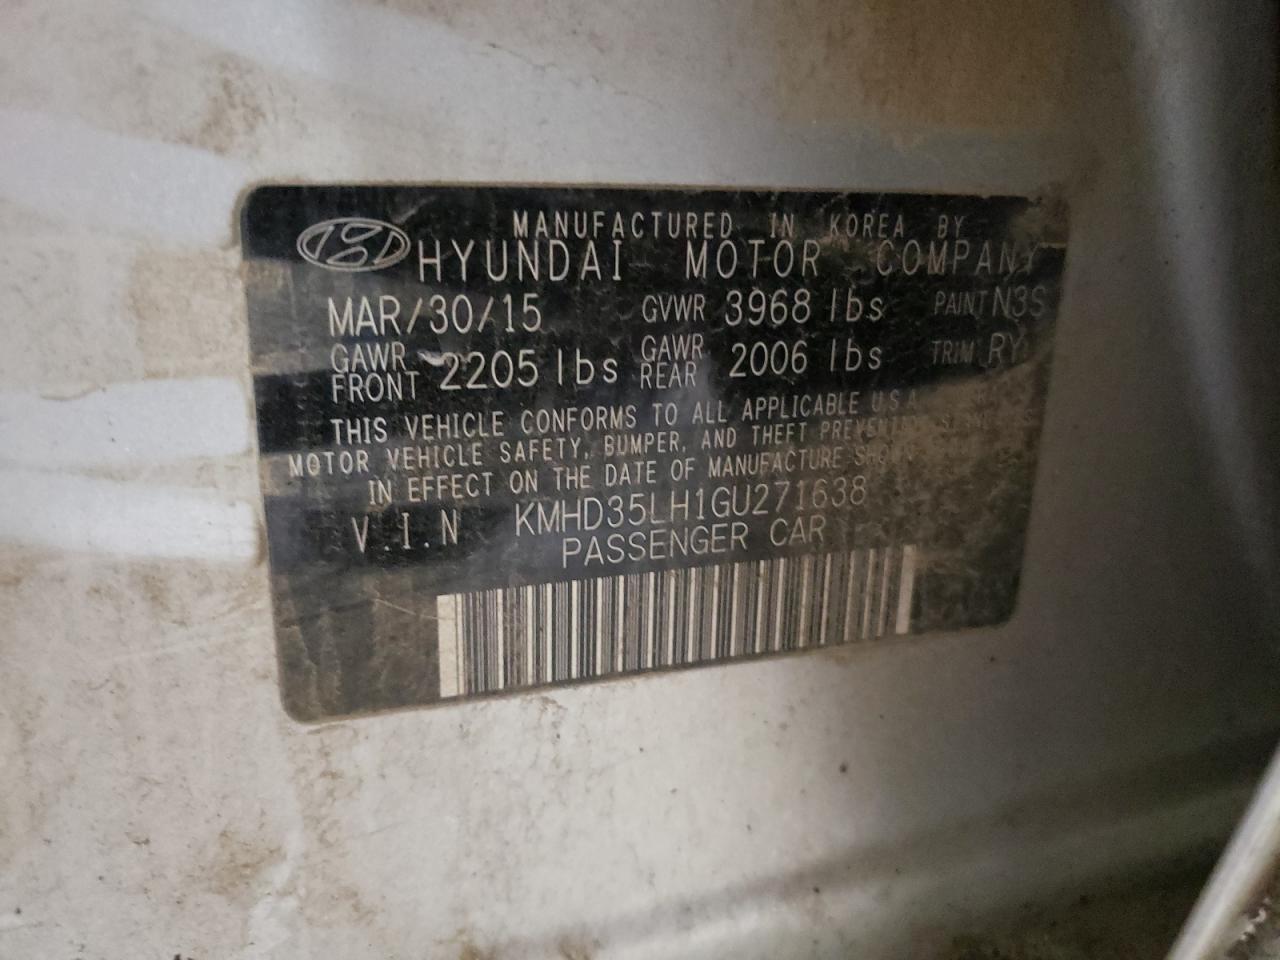 MANUFACTURED IN KOREA BY
HYUNDAI MOTOR COMPANY
MAR/30/15 GVWR 3968 lbs PAINT N3S
GAWR FRONT 2205 lbs GAWR REAR 2006 lbs TRIM RY
THIS VEHICLE CONFORMS TO ALL APPLICABLE U.S.A.
MOTOR VEHICLE SAFETY, BUMPER, AND THEFT PREVENTION STANDARDS
IN EFFECT ON THE DATE OF MANUFACTURE SHOWN
V.I.N KMHD35LH1GU271638
PASSENGER CAR